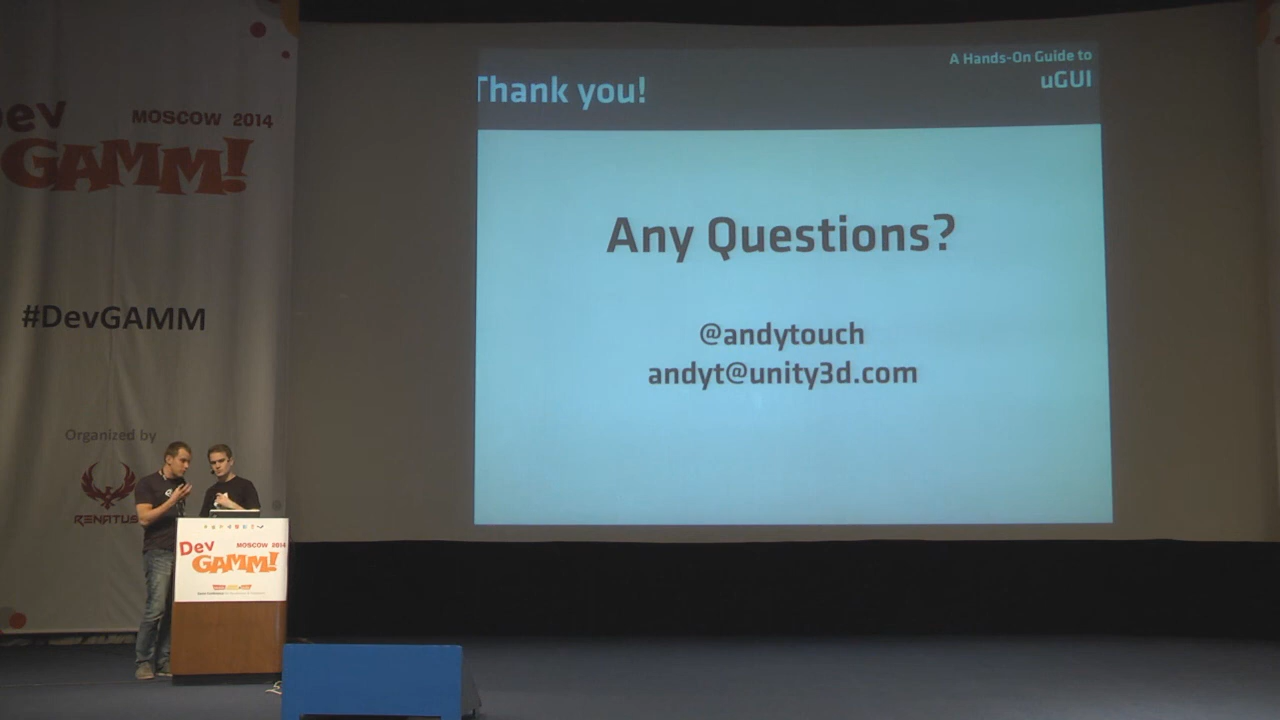 Dev
MOSCOW 2014
GAMM!
#DevGAMM
Organized by
RENATUS
Thank you!
A Hands-On Guide to
uGUI
Any Questions?
@andytouch
andyt@unity3d.com
Dev
MOSCOW 2014
GAMM!